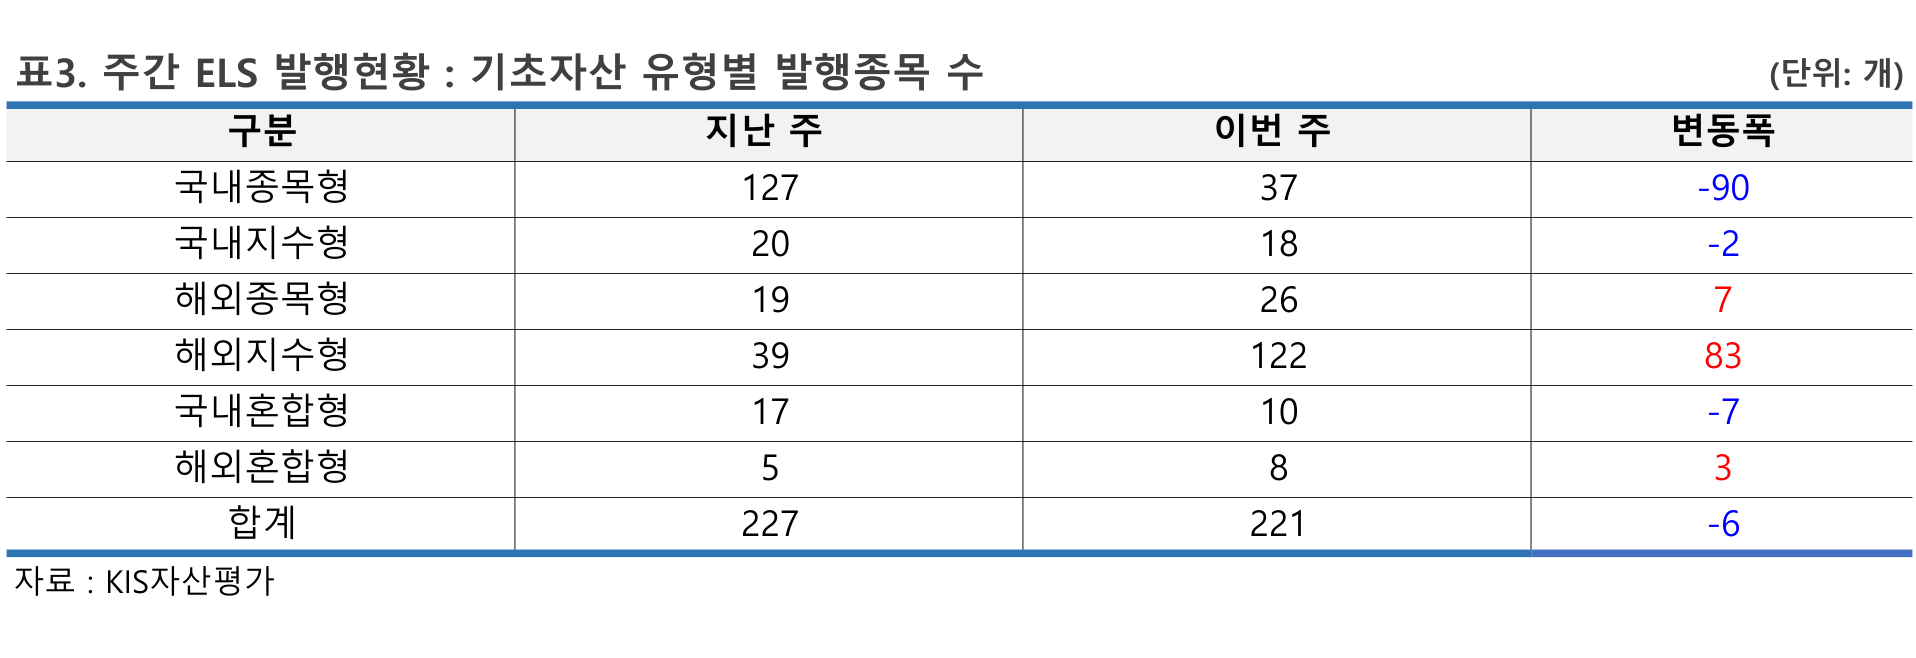 표3. 주간 ELS 발행현황 : 기초자산 유형별 발행종목 수 (단위: 개)
구분 지난 주 이번 주 변동폭
국내종목형 127 37 -90
국내지수형 20 18 -2
해외종목형 19 26 7
해외지수형 39 122 83
국내혼합형 17 10 -7
해외혼합형 5 8 3
합계 227 221 -6
자료 : KIS자산평가